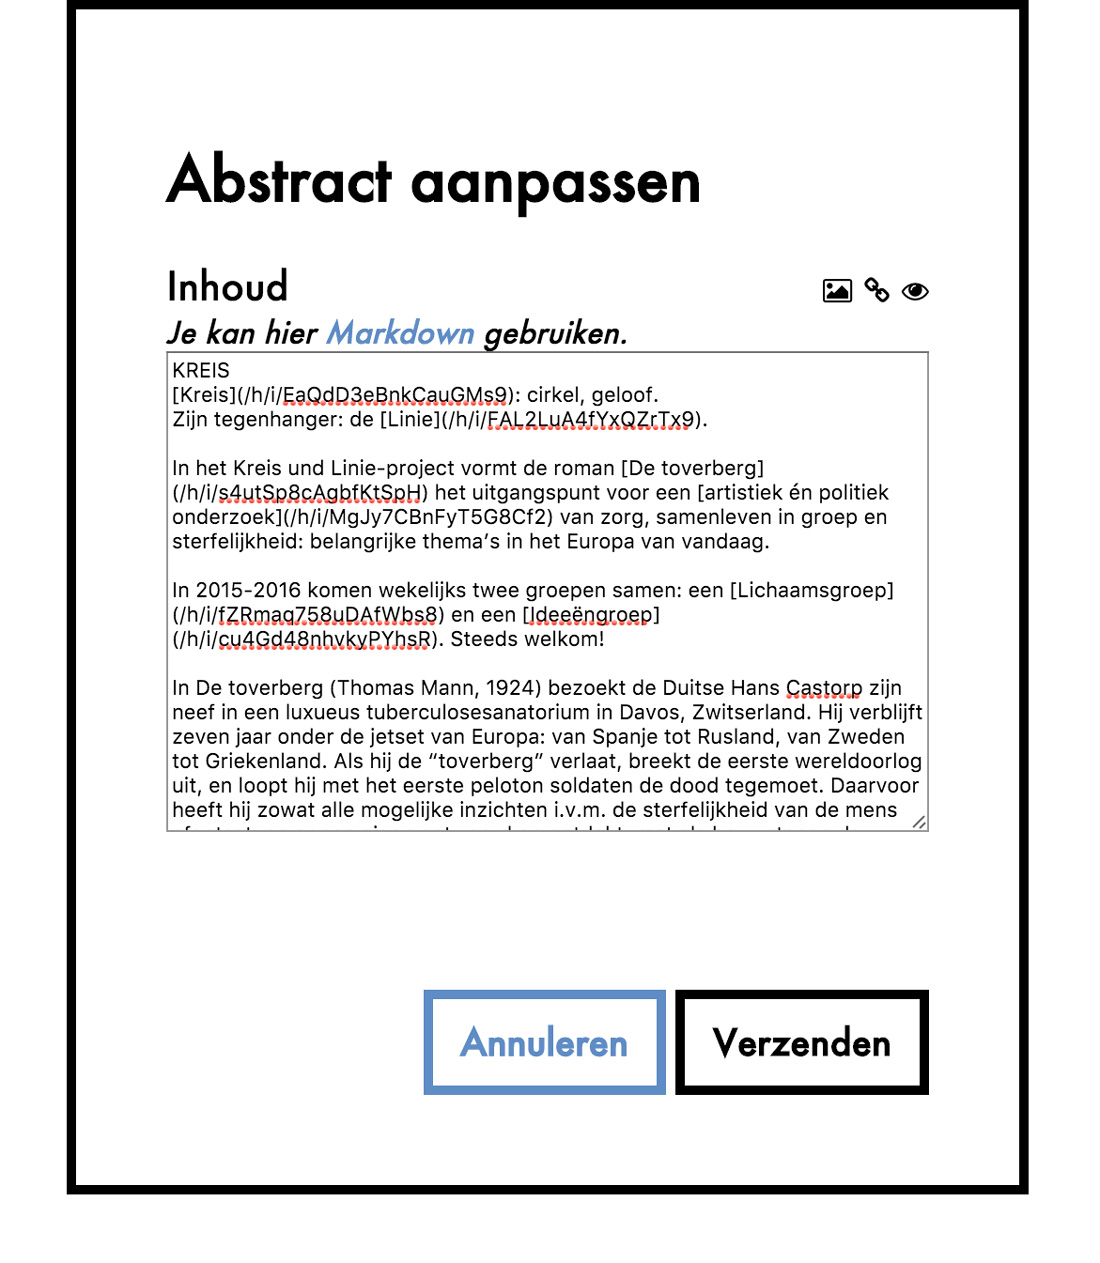 Abstract aanpassen
Inhoud
Je kan hier Markdown gebruiken.
KREIS
[Kreis](/h/i/EaQdD3eBnkCauGMs9): cirkel, geloof.
Zijn tegenhanger: de [Linie](/h/i/FAL2LuA4fYxQZrTx9).
In het Kreis und Linie-project vormt de roman [De toverberg]
(/h/i/s4utSp8cAgbfKtSpH) het uitgangspunt voor een [artistiek én politiek
onderzoek](/h/i/MgJy7CBnFyT5G8Cf2) van zorg, samenleven in groep en
sterfelijkheid: belangrijke thema’s in het Europa van vandaag.
In 2015-2016 komen wekelijks twee groepen samen: een [Lichaamsgroep]
(/h/i/fZRmaq758uDAfWbs8) en een [Ideeëngroep]
(/h/i/cu4Gd48nhvkyPYhsR). Steeds welkom!
In De toverberg (Thomas Mann, 1924) bezoekt de Duitse Hans Castorp zijn
neef in een luxueus tuberculosesanatorium in Davos, Zwitserland. Hij verblijft
zeven jaar onder de jetset van Europa: van Spanje tot Rusland, van Zweden
tot Griekenland. Als hij de “toverberg” verlaat, breekt de eerste wereldoorlog
uit, en loopt hij met het eerste peloton soldaten de dood tegemoet. Daarvoor
heeft hij zowat alle mogelijke inzichten i.v.m. de sterfelijkheid van de mens
Annuleren
Verzenden